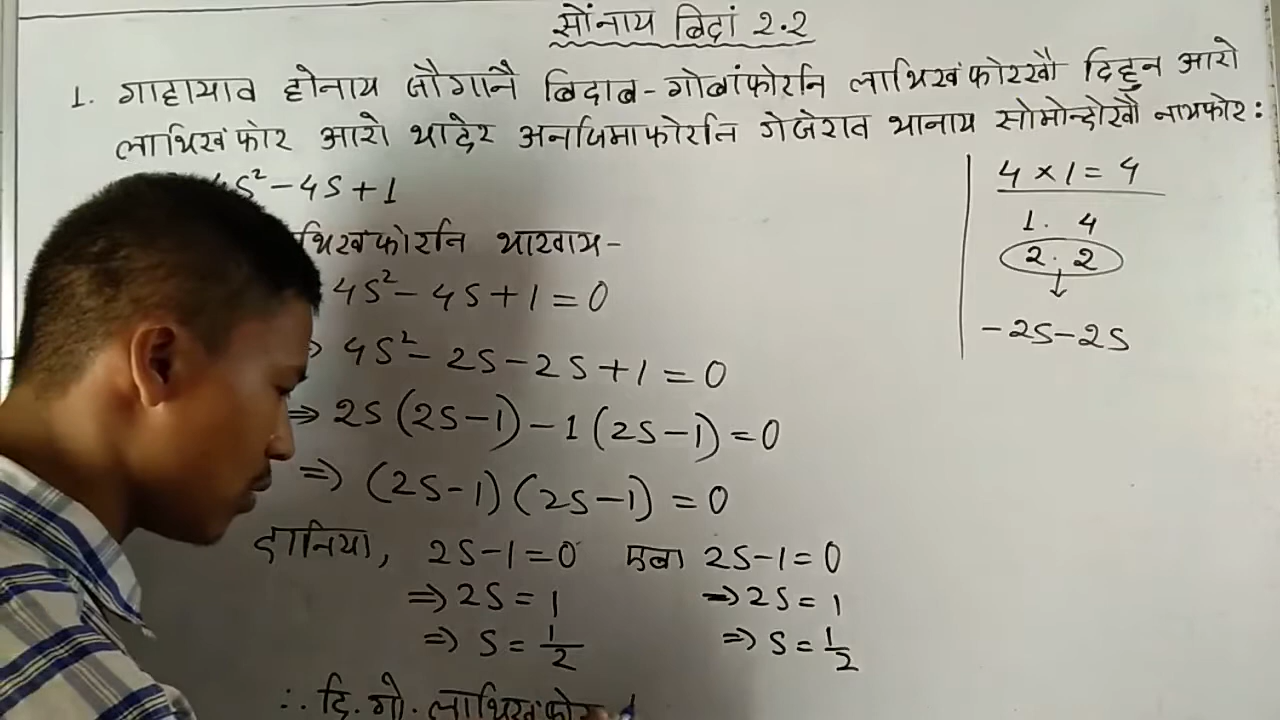 सोंनाय बिदां 2.2
1. गाहायाव होनाय जौगानै बिदाब-गोबांफोरनि लाथिखंफोरखौ दिहुन आरो
लाथिखंफोर आरो थादेर अनजिमाफोरनि गेजेराव थानाय सोमोन्दोखौ नायफोर:
4S² - 4S + 1
थिखंफोरनि थाखाय-
4S² - 4S + 1 = 0
⇒ 4S² - 2S - 2S + 1 = 0
⇒ 2S (2S - 1) - 1 (2S - 1) = 0
⇒ (2S - 1) (2S - 1) = 0
दानिया, 2S - 1 = 0 एबा 2S - 1 = 0
⇒ 2S = 1 ⇒ 2S = 1
⇒ S = 1/2 ⇒ S = 1/2
∴ दि. गो. लाथिखंफोर
4 × 1 = 4
1. 4
2. 2
↓
- 2S - 2S